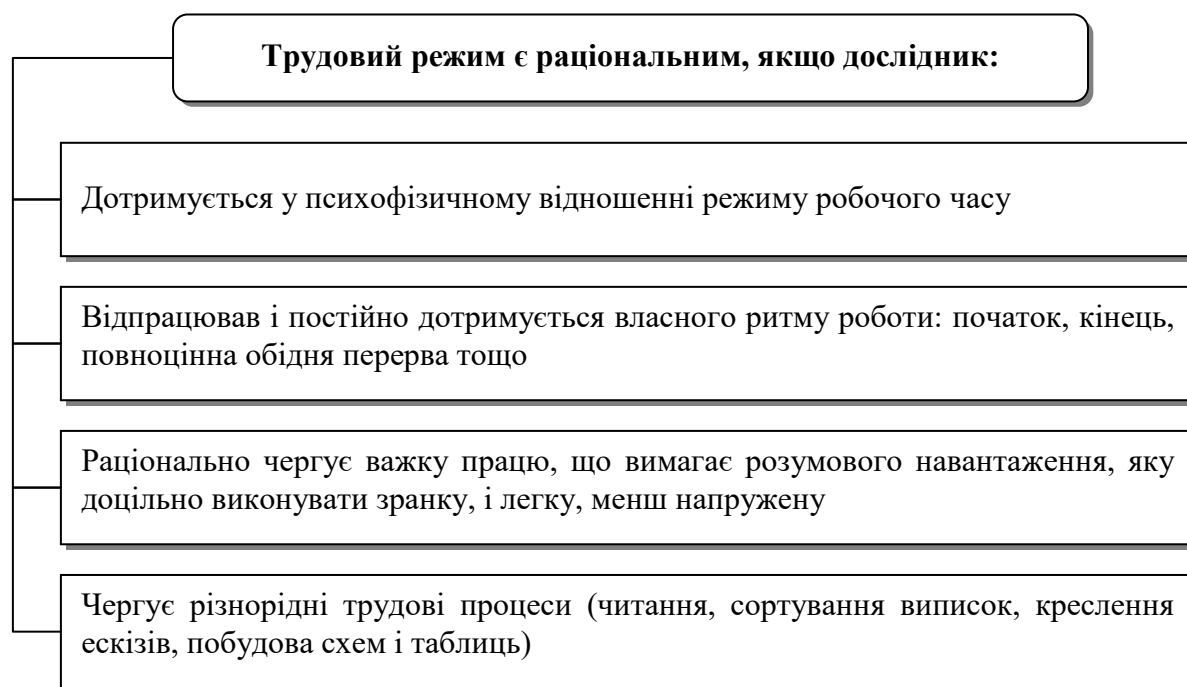 Трудовий режим є раціональним, якщо дослідник:
Дотримується у психофізичному відношенні режиму робочого часу
Відпрацював і постійно дотримується власного ритму роботи: початок, кінець,
повноцінна обідня перерва тощо
Раціонально чергує важку працю, що вимагає розумового навантаження, яку
доцільно виконувати зранку, і легку, менш напружену
Чергує різнорідні трудові процеси (читання, сортування виписок, креслення
ескізів, побудова схем і таблиць)